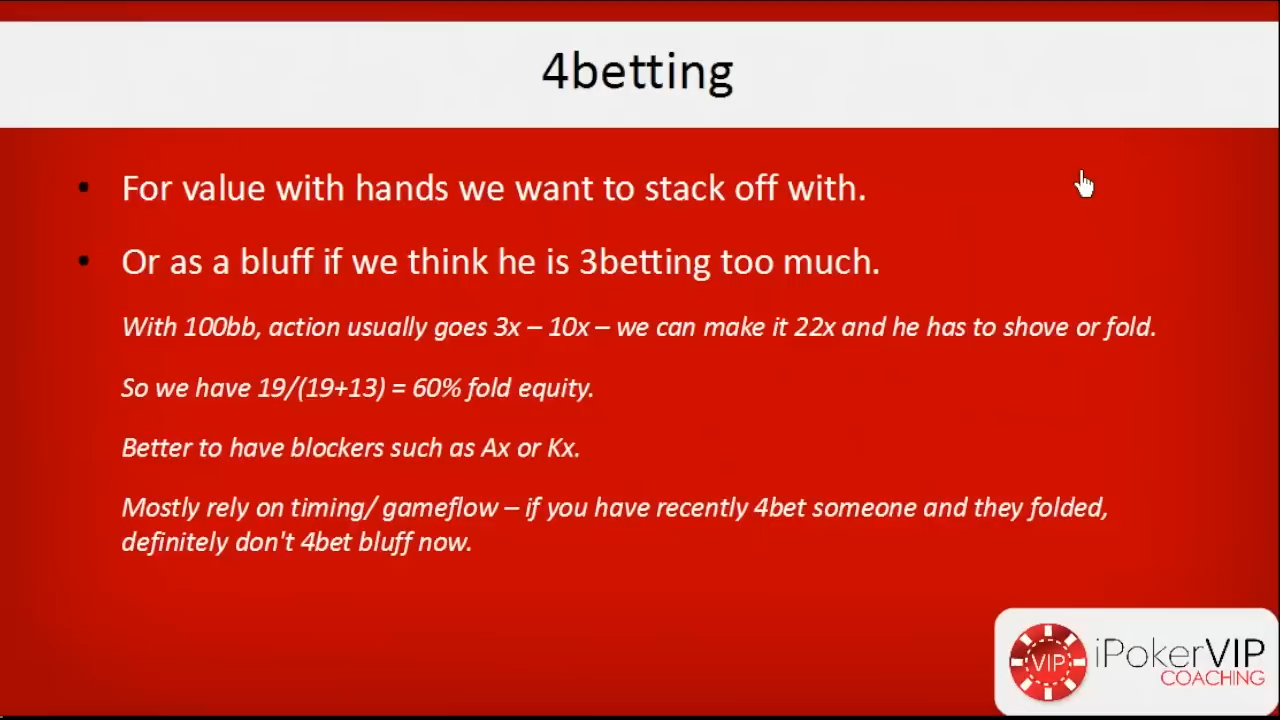 4betting
• For value with hands we want to stack off with.
• Or as a bluff if we think he is 3betting too much.
With 100bb, action usually goes 3x – 10x – we can make it 22x and he has to shove or fold.
So we have 19/(19+13) = 60% fold equity.
Better to have blockers such as Ax or Kx.
Mostly rely on timing/ gameflow – if you have recently 4bet someone and they folded,
definitely don't 4bet bluff now.
VIP
iPokerVIP
COACHING